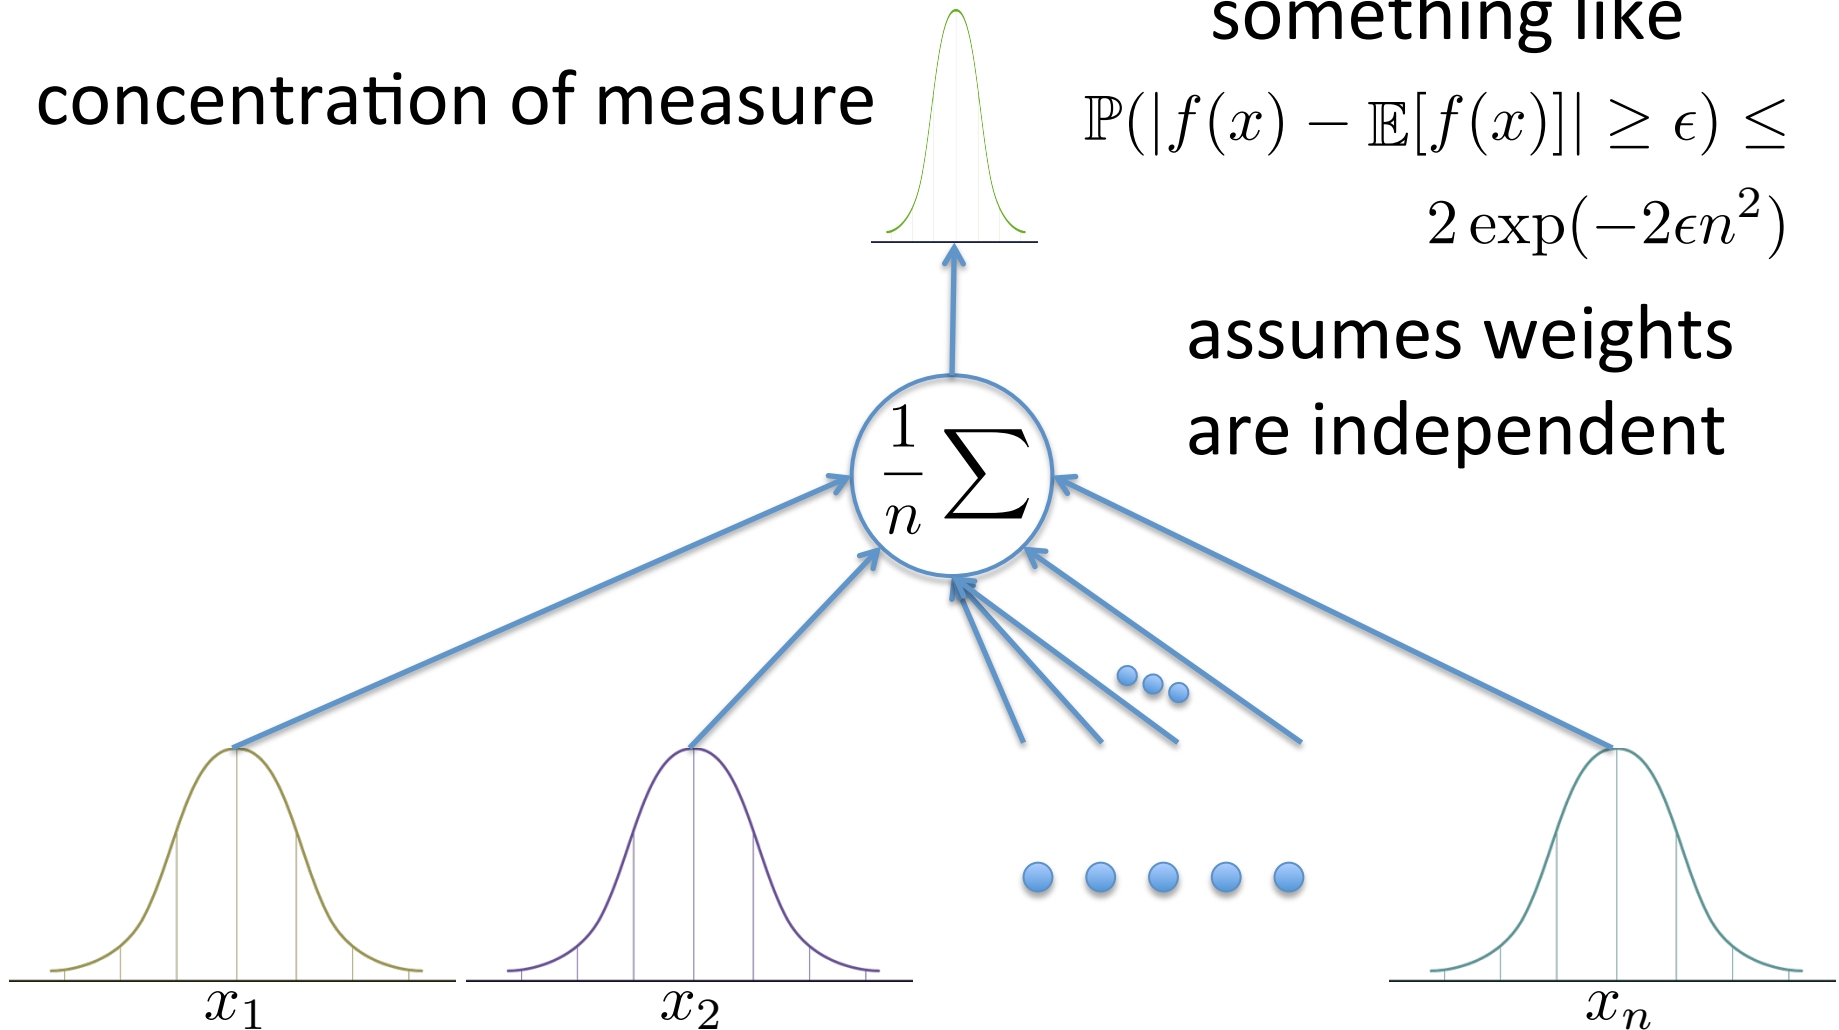 something like
concentration of measure
ℙ(|f(x) − 𝔼[f(x)]| ≥ ϵ) ≤
2 exp(−2ϵn²)
assumes weights
are independent
1/n ∑
x₁
x₂
xₙ